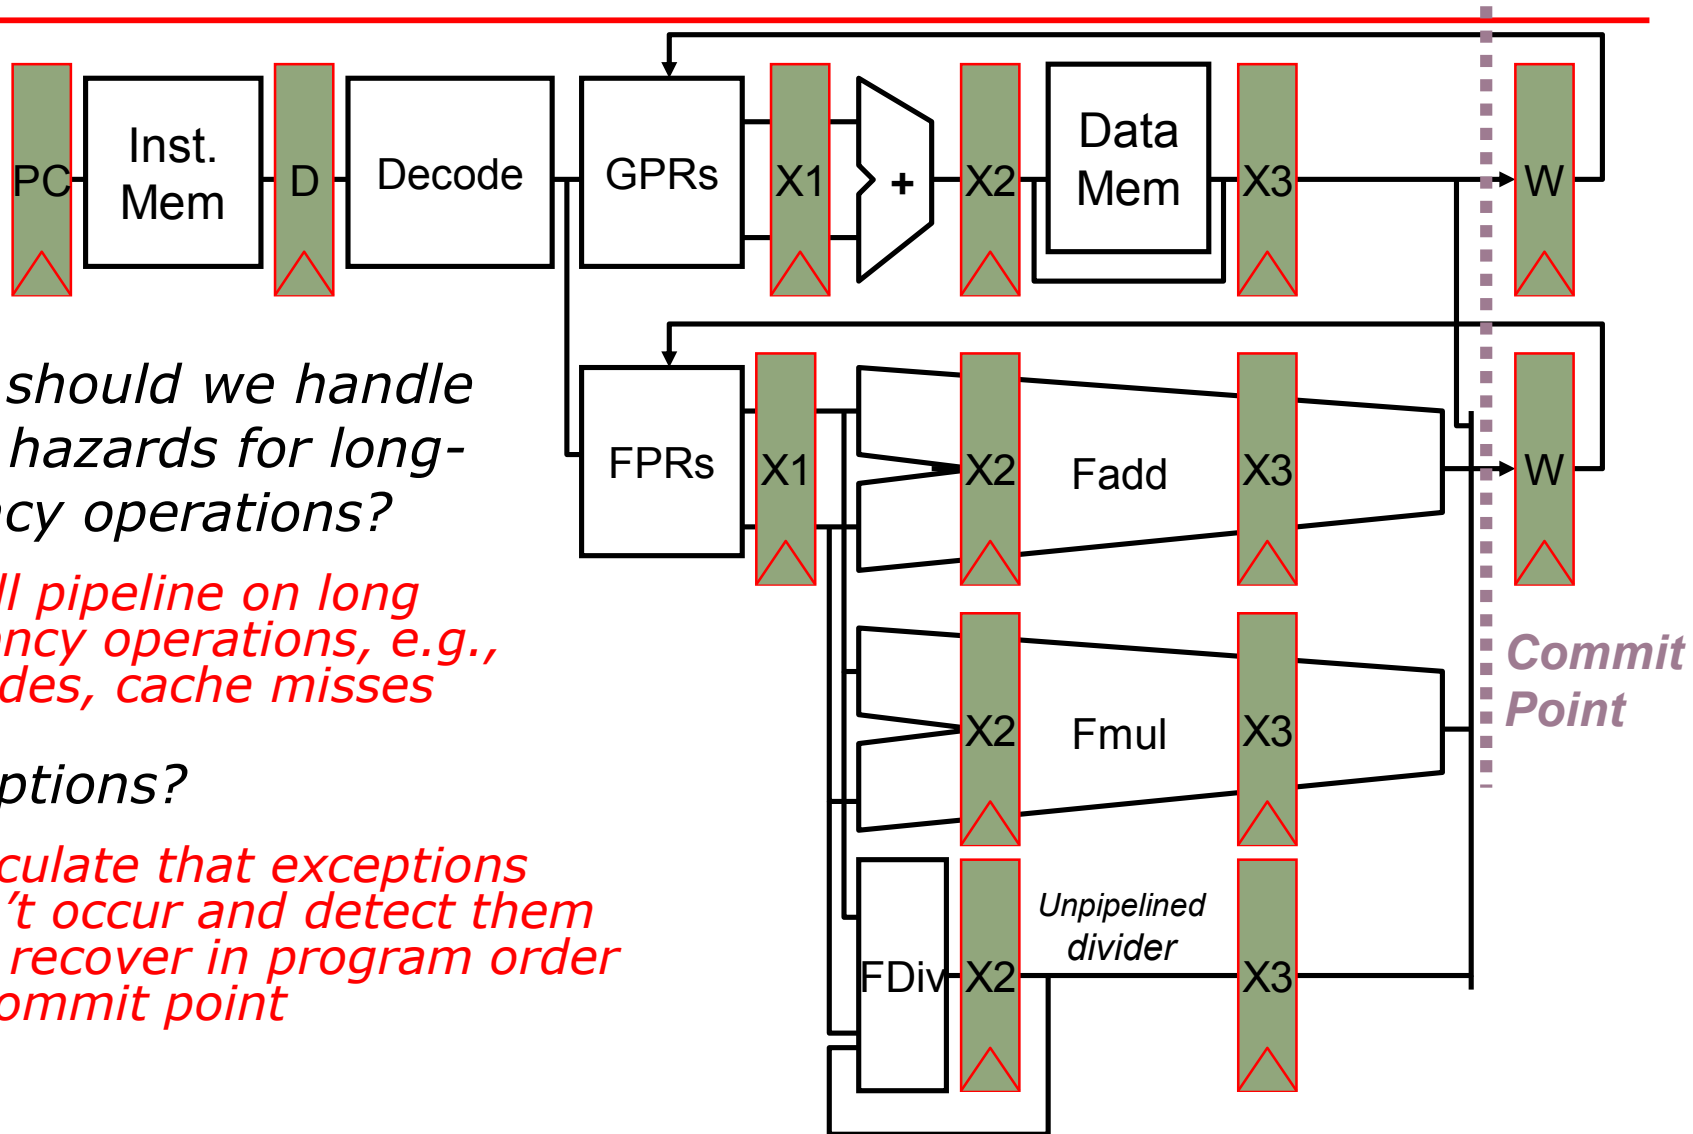 PC
Inst.
Mem
D
Decode
GPRs
X1
+
X2
Data
Mem
X3
W
should we handle
hazards for long-
ncy operations?
ll pipeline on long
ency operations, e.g.,
ides, cache misses
ptions?
culate that exceptions
't occur and detect them
recover in program order
ommit point
FPRs
X1
X2
Fadd
X3
W
X2
Fmul
X3
Commit
Point
FDiv
X2
Unpipelined
divider
X3